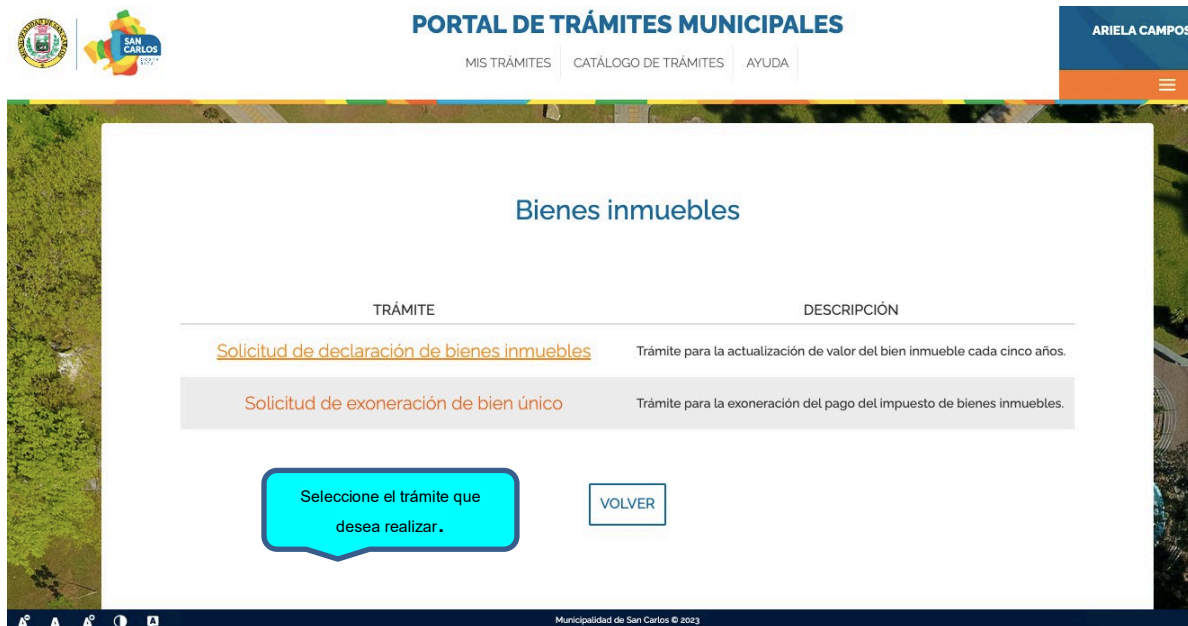 SAN
CARLOS
PORTAL DE TRÁMITES MUNICIPALES
MIS TRÁMITES CATÁLOGO DE TRÁMITES AYUDA
ARIELA CAMPOS
Bienes inmuebles
TRÁMITE DESCRIPCIÓN
Solicitud de declaración de bienes inmuebles Trámite para la actualización de valor del bien inmueble cada cinco años.
Solicitud de exoneración de bien único Trámite para la exoneración del pago del impuesto de bienes inmuebles.
Seleccione el trámite que
desea realizar.
VOLVER
Municipalidad de San Carlos © 2023